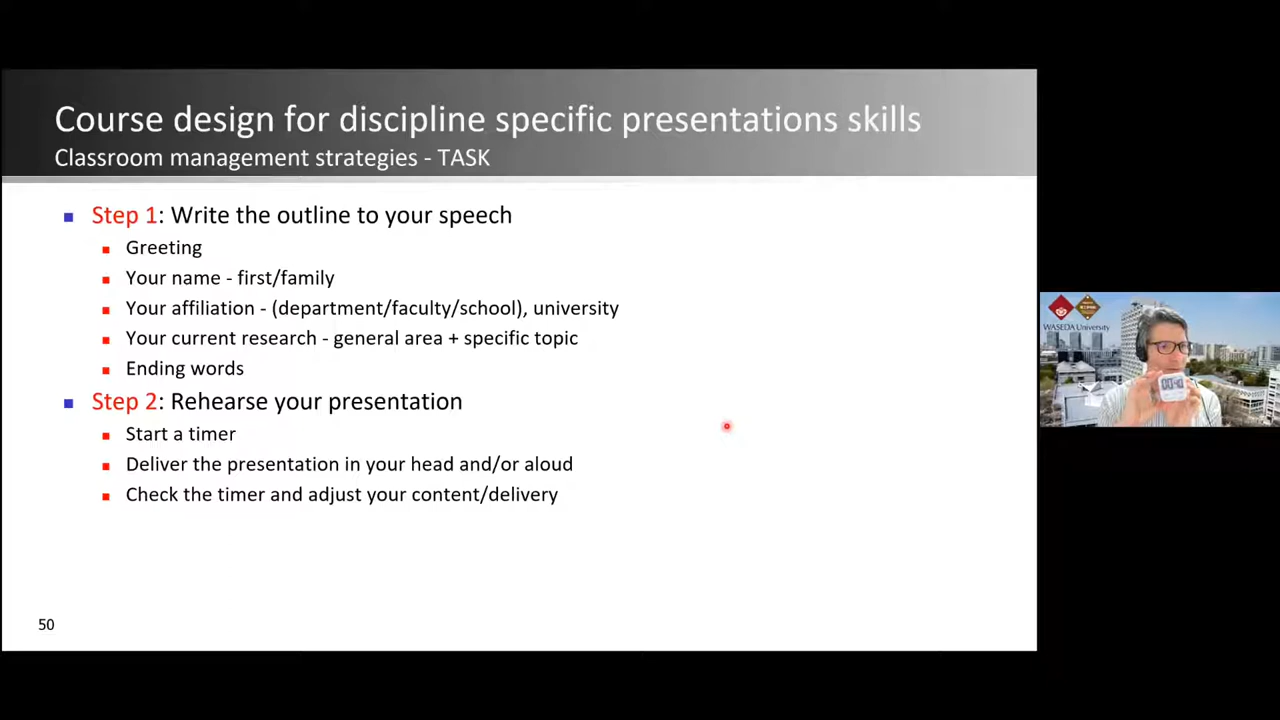 Course design for discipline specific presentations skills
Classroom management strategies - TASK
Step 1: Write the outline to your speech
Greeting
Your name - first/family
Your affiliation - (department/faculty/school), university
Your current research - general area + specific topic
Ending words
Step 2: Rehearse your presentation
Start a timer
Deliver the presentation in your head and/or aloud
Check the timer and adjust your content/delivery
50
WASEDA University